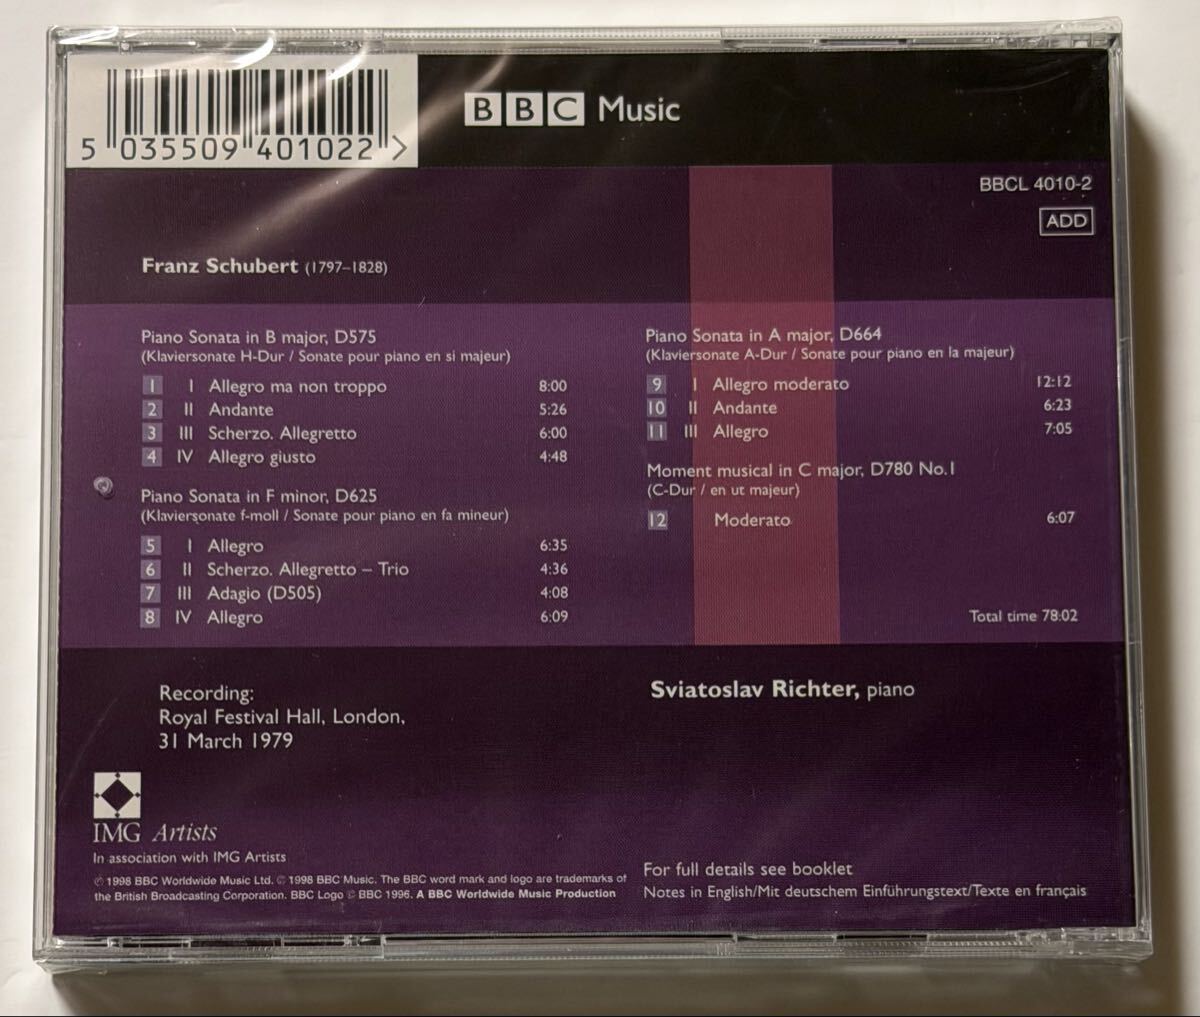 5 035509 401022 >
BBC Music
BBCL 4010-2
ADD
Franz Schubert (1797–1828)
Piano Sonata in B major, D575
(Klaviersonate H-Dur / Sonate pour piano en si majeur)
1 I Allegro ma non troppo 8:00
2 II Andante 5:26
3 III Scherzo. Allegretto 6:00
4 IV Allegro giusto 4:48
Piano Sonata in F minor, D625
(Klaviersonate f-moll / Sonate pour piano en fa mineur)
5 I Allegro 6:35
6 II Scherzo. Allegretto – Trio 4:36
7 III Adagio (D505) 4:08
8 IV Allegro 6:09
Piano Sonata in A major, D664
(Klaviersonate A-Dur / Sonate pour piano en la majeur)
9 I Allegro moderato 12:12
10 II Andante 6:23
11 III Allegro 7:05
Moment musical in C major, D780 No.1
(C-Dur / en ut majeur)
12 Moderato 6:07
Total time 78:02
Recording:
Royal Festival Hall, London,
31 March 1979
Sviatoslav Richter, piano
IMG Artists
In association with IMG Artists
℗ 1998 BBC Worldwide Music Ltd. © 1998 BBC Music. The BBC word mark and logo are trademarks of
the British Broadcasting Corporation. BBC Logo © BBC 1996. A BBC Worldwide Music Production
For full details see booklet
Notes in English/Mit deutschem Einführungstext/Texte en français